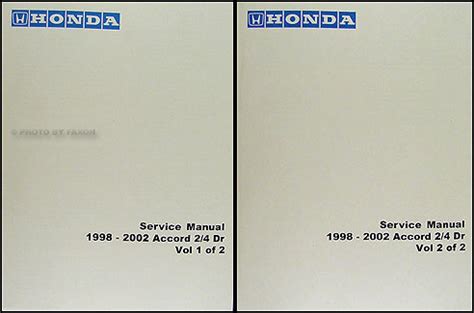 HONDA
© PHOTO BY FAXON
Service Manual
1998 - 2002 Accord 2/4 Dr
Vol 1 of 2
HONDA
Service Manual
1998 - 2002 Accord 2/4 Dr
Vol 2 of 2